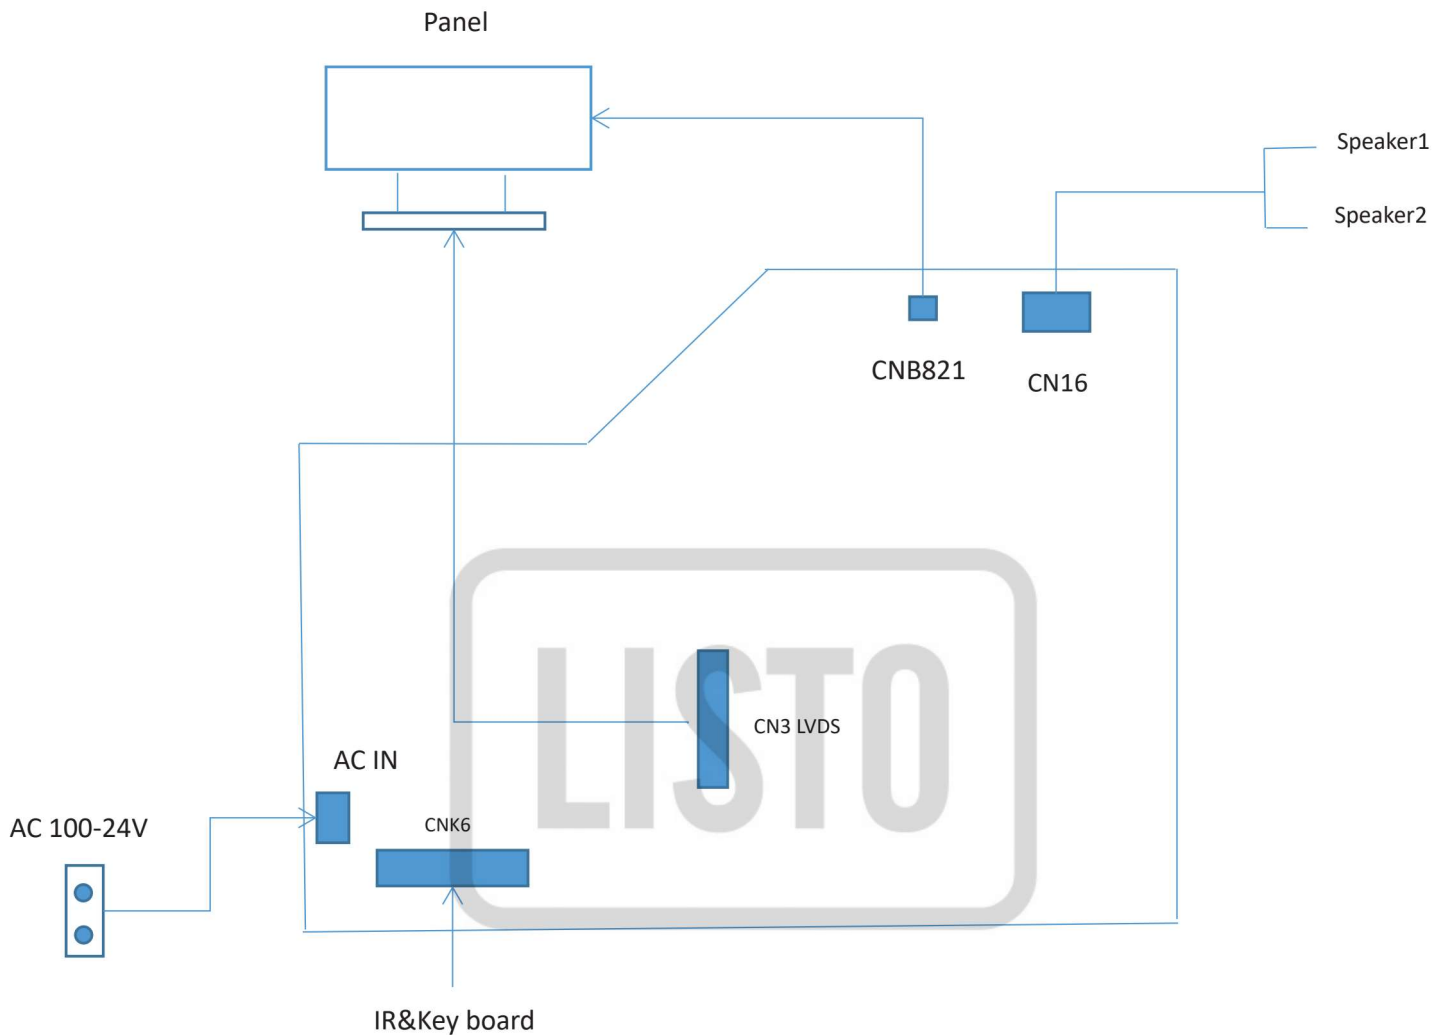 Panel
Speaker1
Speaker2
CNB821
CN16
LISTO
CN3 LVDS
AC IN
AC 100-24V
CNK6
IR&Key board